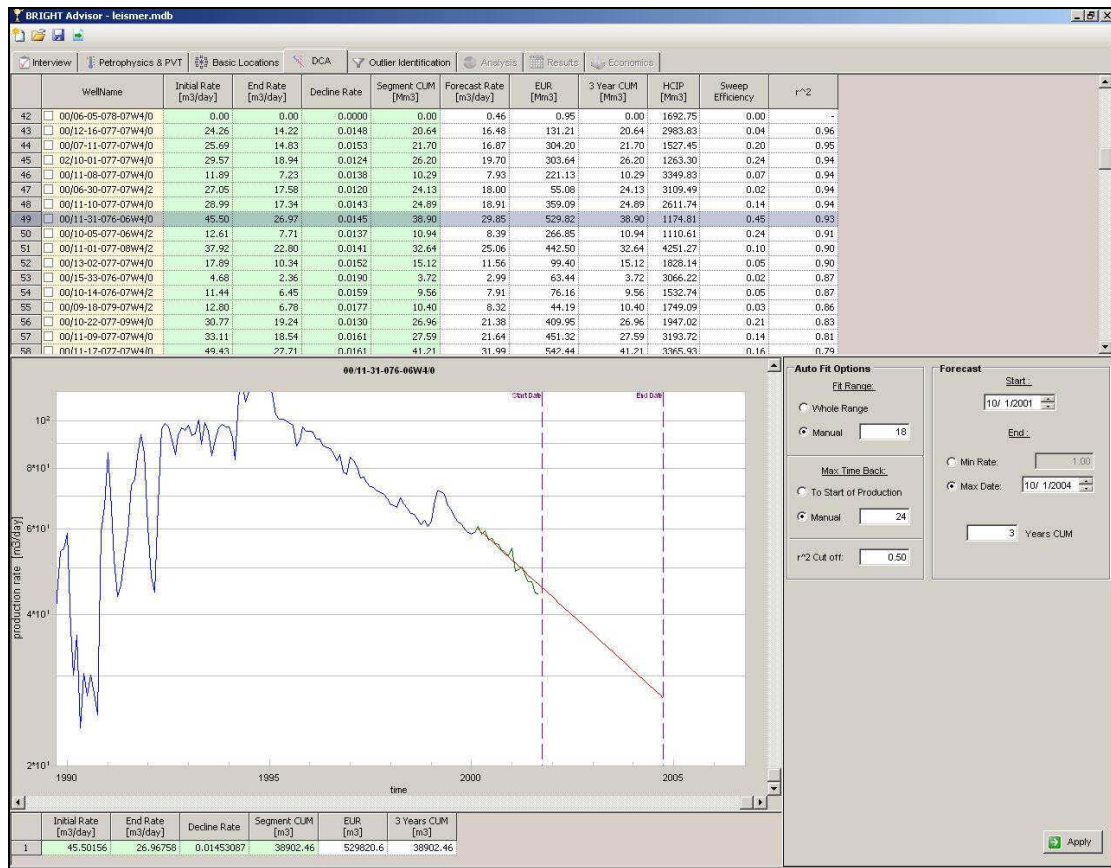 BRIGHT Advisor - leismer.mdb
Interview Petrophysics & PVT Basic Locations DCA Outlier Identification Analysis Results Economics
WellName Initial Rate [m3/day] End Rate [m3/day] Decline Rate Segment CUM [Mm3] Forecast Rate [m3/day] EUR [Mm3] 3 Year CUM [Mm3] HCIP [Mm3] Sweep Efficiency r^2
42 00/06-05-078-07W4/0 0.00 0.00 0.0000 0.00 0.46 0.95 0.00 1692.75 0.00 -
43 00/12-16-077-07W4/0 24.26 14.22 0.0148 20.64 16.48 131.21 20.64 2983.83 0.04 0.96
44 00/07-11-077-07W4/0 25.69 14.83 0.0153 21.70 16.87 304.20 21.70 1527.45 0.20 0.95
45 02/10-01-077-07W4/0 29.57 18.94 0.0124 26.20 19.70 303.64 26.20 1263.30 0.24 0.94
46 00/11-08-077-07W4/0 11.89 7.23 0.0138 10.29 7.93 221.13 10.29 3349.83 0.07 0.94
47 00/06-30-077-07W4/2 27.05 17.58 0.0120 24.13 18.00 55.08 24.13 3109.49 0.02 0.94
48 00/11-10-077-07W4/0 28.99 17.34 0.0143 24.89 18.91 359.09 24.89 2611.74 0.14 0.94
49 00/11-31-076-06W4/0 45.50 26.97 0.0145 38.90 29.85 529.82 38.90 1174.81 0.45 0.93
50 00/10-05-077-06W4/2 12.61 7.71 0.0137 10.94 8.39 266.85 10.94 1110.61 0.24 0.91
51 00/11-01-077-08W4/2 37.92 22.80 0.0141 32.64 25.06 442.50 32.64 4251.27 0.10 0.90
52 00/13-02-077-07W4/0 17.89 10.34 0.0152 15.12 11.56 99.40 15.12 1828.14 0.05 0.90
53 00/15-33-076-07W4/0 4.68 2.36 0.0190 3.72 2.99 63.44 3.72 3066.22 0.02 0.87
54 00/10-14-076-07W4/2 11.44 6.45 0.0159 9.56 7.91 76.16 9.56 1532.74 0.05 0.87
55 00/09-18-079-07W4/2 12.80 6.78 0.0177 10.40 8.32 44.19 10.40 1749.09 0.03 0.86
56 00/10-22-077-09W4/0 30.77 19.24 0.0130 26.96 21.38 409.95 26.96 1947.02 0.21 0.83
57 00/11-09-077-07W4/0 33.11 18.54 0.0161 27.59 21.64 451.32 27.59 3193.72 0.14 0.81
58 00/11-17-077-07W4/0 49.43 27.71 0.0161 41.21 31.99 542.44 41.21 3365.93 0.16 0.79
00/11-31-076-06W4/0
Start Date End Date
10²
8*10¹
6*10¹
4*10¹
2*10¹
production rate [m3/day]
1990 1995 2000 2005
time
Auto Fit Options
Fit Range:
Whole Range
Manual 18
Max Time Back:
To Start of Production
Manual 24
r^2 Cut off: 0.50
Forecast
Start :
10/ 1/2001
End :
Min Rate: 1.00
Max Date: 10/ 1/2004
3 Years CUM
Initial Rate [m3/day] End Rate [m3/day] Decline Rate Segment CUM [m3] EUR [m3] 3 Years CUM [m3]
1 45.50156 26.96758 0.01453087 38902.46 529820.6 38902.46
Apply